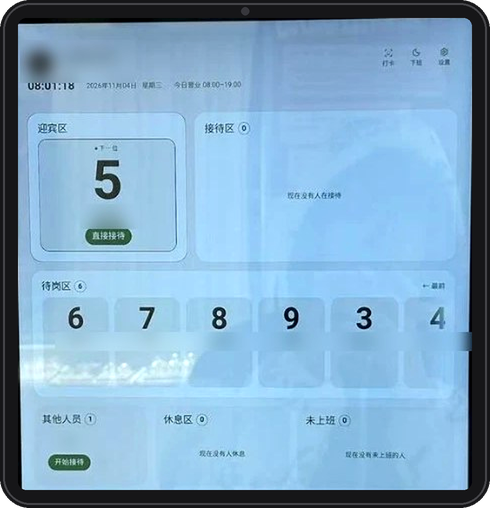 打卡 下班 设置
08:01:18 2026年11月04日 星期三 今日营业 08:00~19:00
迎宾区
下一位
5
直接接待
接待区 0
现在没有人在接待
待岗区 6
← 最前
6 7 8 9 3 4
其他人员 1
开始接待
休息区 0
现在没有人休息
未上班 0
现在没有未上班的人